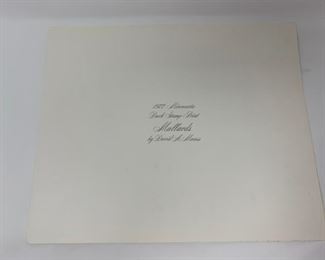 1977 Minnesota
Duck Stamp Print
Mallards
by David A. Maass